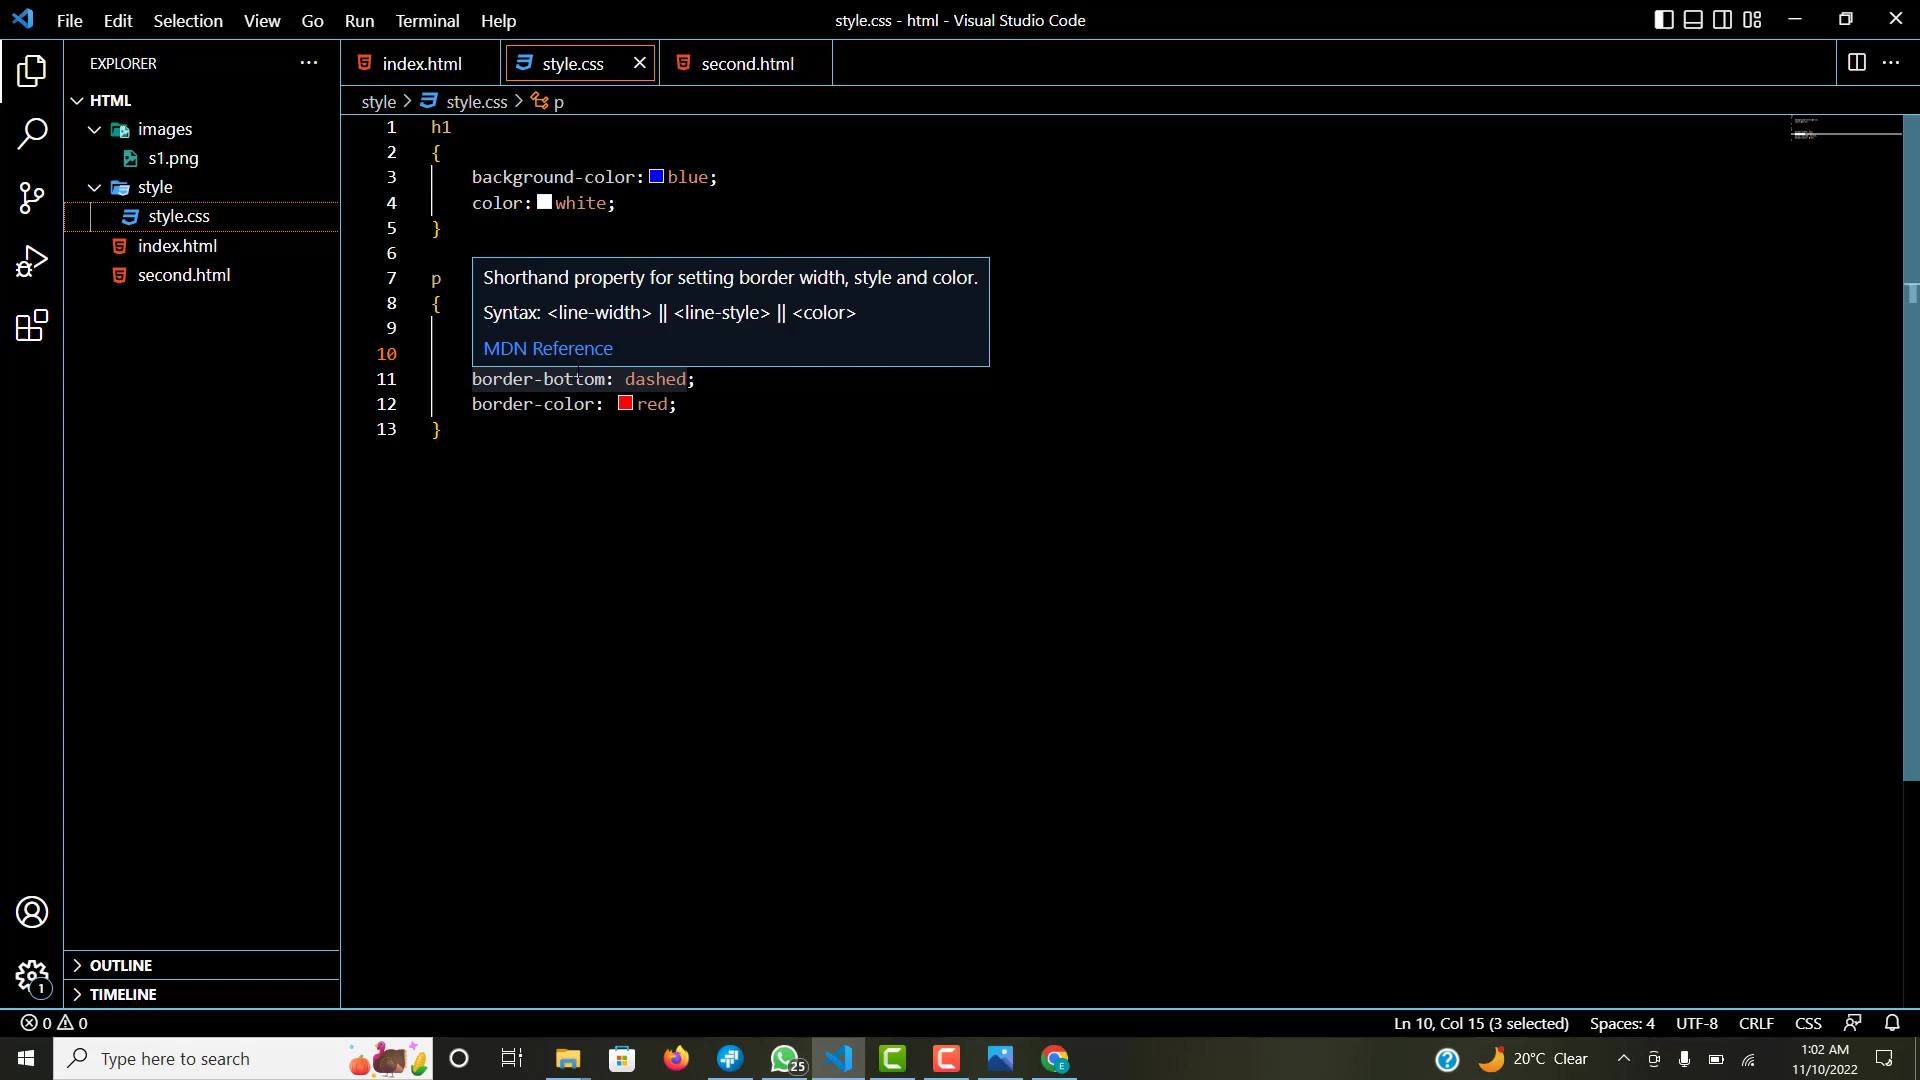 File Edit Selection View Go Run Terminal Help
style.css - html - Visual Studio Code
EXPLORER
HTML
images
s1.png
style
style.css
index.html
second.html
OUTLINE
TIMELINE
index.html
style.css
second.html
style > style.css > p
1 h1
2 {
3 background-color: blue;
4 color: white;
5 }
6
7 p
8 {
9
10
11 border-bottom: dashed;
12 border-color: red;
13 }
Shorthand property for setting border width, style and color.
Syntax: <line-width> || <line-style> || <color>
MDN Reference
1
0 0
Ln 10, Col 15 (3 selected) Spaces: 4 UTF-8 CRLF CSS
Type here to search
25
20°C Clear
1:02 AM
11/10/2022